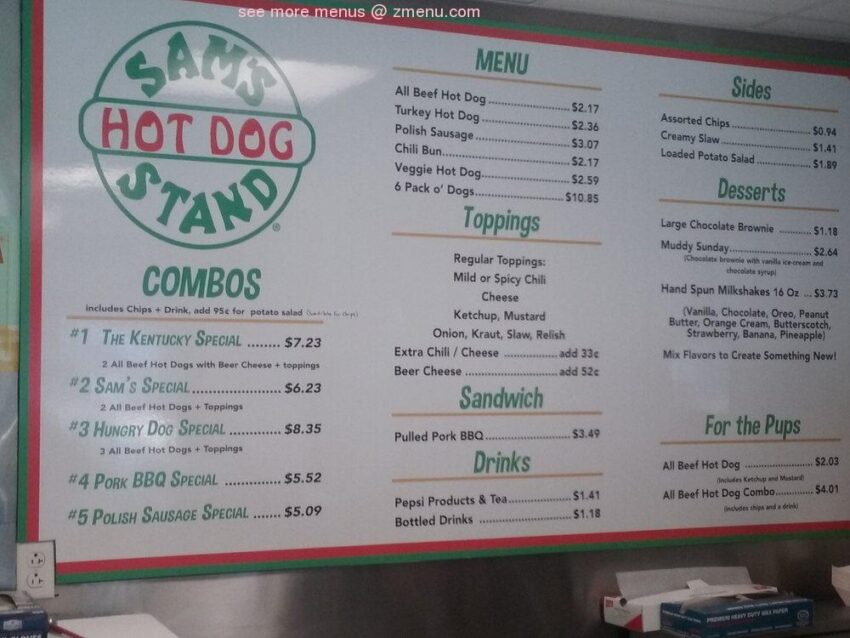 see more menus @ zmenu.com
SAM'S
HOT DOG
STAND
®
COMBOS
includes Chips + Drink, add 95¢ for potato salad
#1 THE KENTUCKY SPECIAL ........ $7.23
2 All Beef Hot Dogs with Beer Cheese + toppings
#2 SAM'S SPECIAL........................ $6.23
2 All Beef Hot Dogs + Toppings
#3 HUNGRY DOG SPECIAL ............ $8.35
3 All Beef Hot Dogs + Toppings
#4 PORK BBQ SPECIAL .............. $5.52
#5 POLISH SAUSAGE SPECIAL ....... $5.09
MENU
All Beef Hot Dog ........................ $2.17
Turkey Hot Dog .......................... $2.36
Polish Sausage ........................... $3.07
Chili Bun.................................... $2.17
Veggie Hot Dog .......................... $2.59
6 Pack o' Dogs........................... $10.85
Toppings
Regular Toppings:
Mild or Spicy Chili
Cheese
Ketchup, Mustard
Onion, Kraut, Slaw, Relish
Extra Chili / Cheese ................ add 33¢
Beer Cheese ........................... add 52¢
Sandwich
Pulled Pork BBQ......................... $3.49
Drinks
Pepsi Products & Tea.................. $1.41
Bottled Drinks ........................... $1.18
Sides
Assorted Chips ........................... $0.94
Creamy Slaw .............................. $1.41
Loaded Potato Salad .................. $1.89
Desserts
Large Chocolate Brownie ........... $1.18
Muddy Sunday........................... $2.64
(Chocolate brownie with vanilla ice-cream and
chocolate syrup)
Hand Spun Milkshakes 16 Oz ... $3.73
(Vanilla, Chocolate, Oreo, Peanut
Butter, Orange Cream, Butterscotch,
Strawberry, Banana, Pineapple)
Mix Flavors to Create Something New!
For the Pups
All Beef Hot Dog ....................... $2.03
(Includes Ketchup and Mustard)
All Beef Hot Dog Combo............ $4.01
(includes chips and a drink)
PREMIUM HEAVY DUTY WAX PAPER